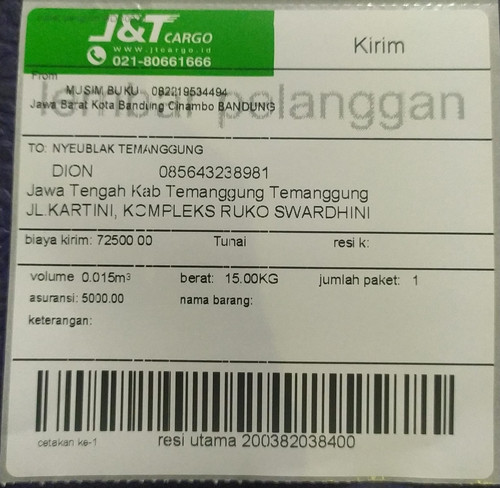 J&T CARGO
www.jtcargo.id
021-80661666
Kirim
lembar pelanggan
From
MUSIM BUKU 082219534494
Jawa Barat Kota Bandung Cinambo BANDUNG
TO: NYEUBLAK TEMANGGUNG
DION 085643238981
Jawa Tengah Kab Temanggung Temanggung
JL.KARTINI, KOMPLEKS RUKO SWARDHINI
biaya kirim: 72500.00 Tunai resi k:
volume 0.015m³ berat: 15.00KG jumlah paket: 1
asuransi: 5000.00 nama barang:
keterangan:
cetakan ke-1 resi utama 200382038400